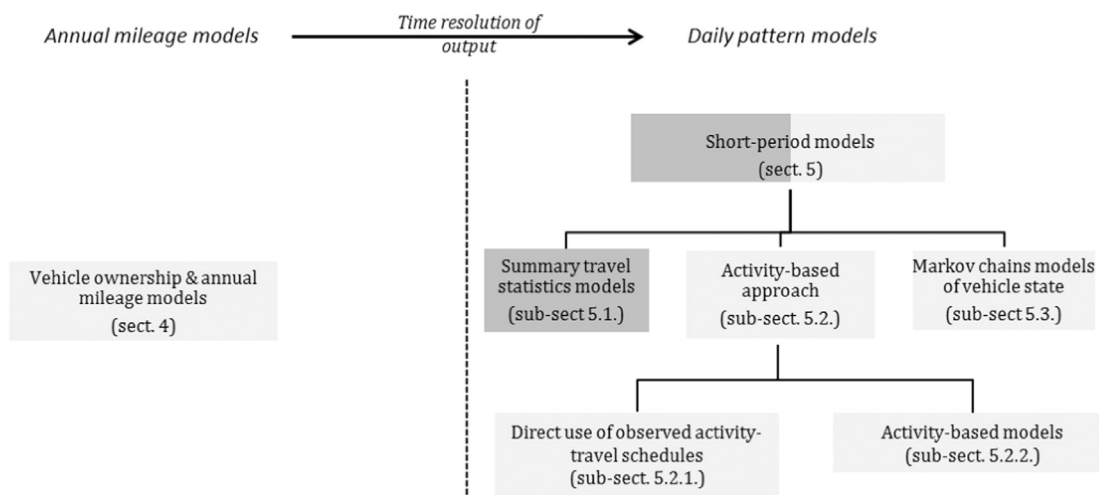 Annual mileage models
Time resolution of
output
Daily pattern models
Short-period models
(sect. 5)
Vehicle ownership & annual
mileage models
(sect. 4)
Summary travel
statistics models
(sub-sect 5.1.)
Activity-based
approach
(sub-sect. 5.2.)
Markov chains models
of vehicle state
(sub-sect 5.3.)
Direct use of observed activity-
travel schedules
(sub-sect. 5.2.1.)
Activity-based models
(sub-sect. 5.2.2.)